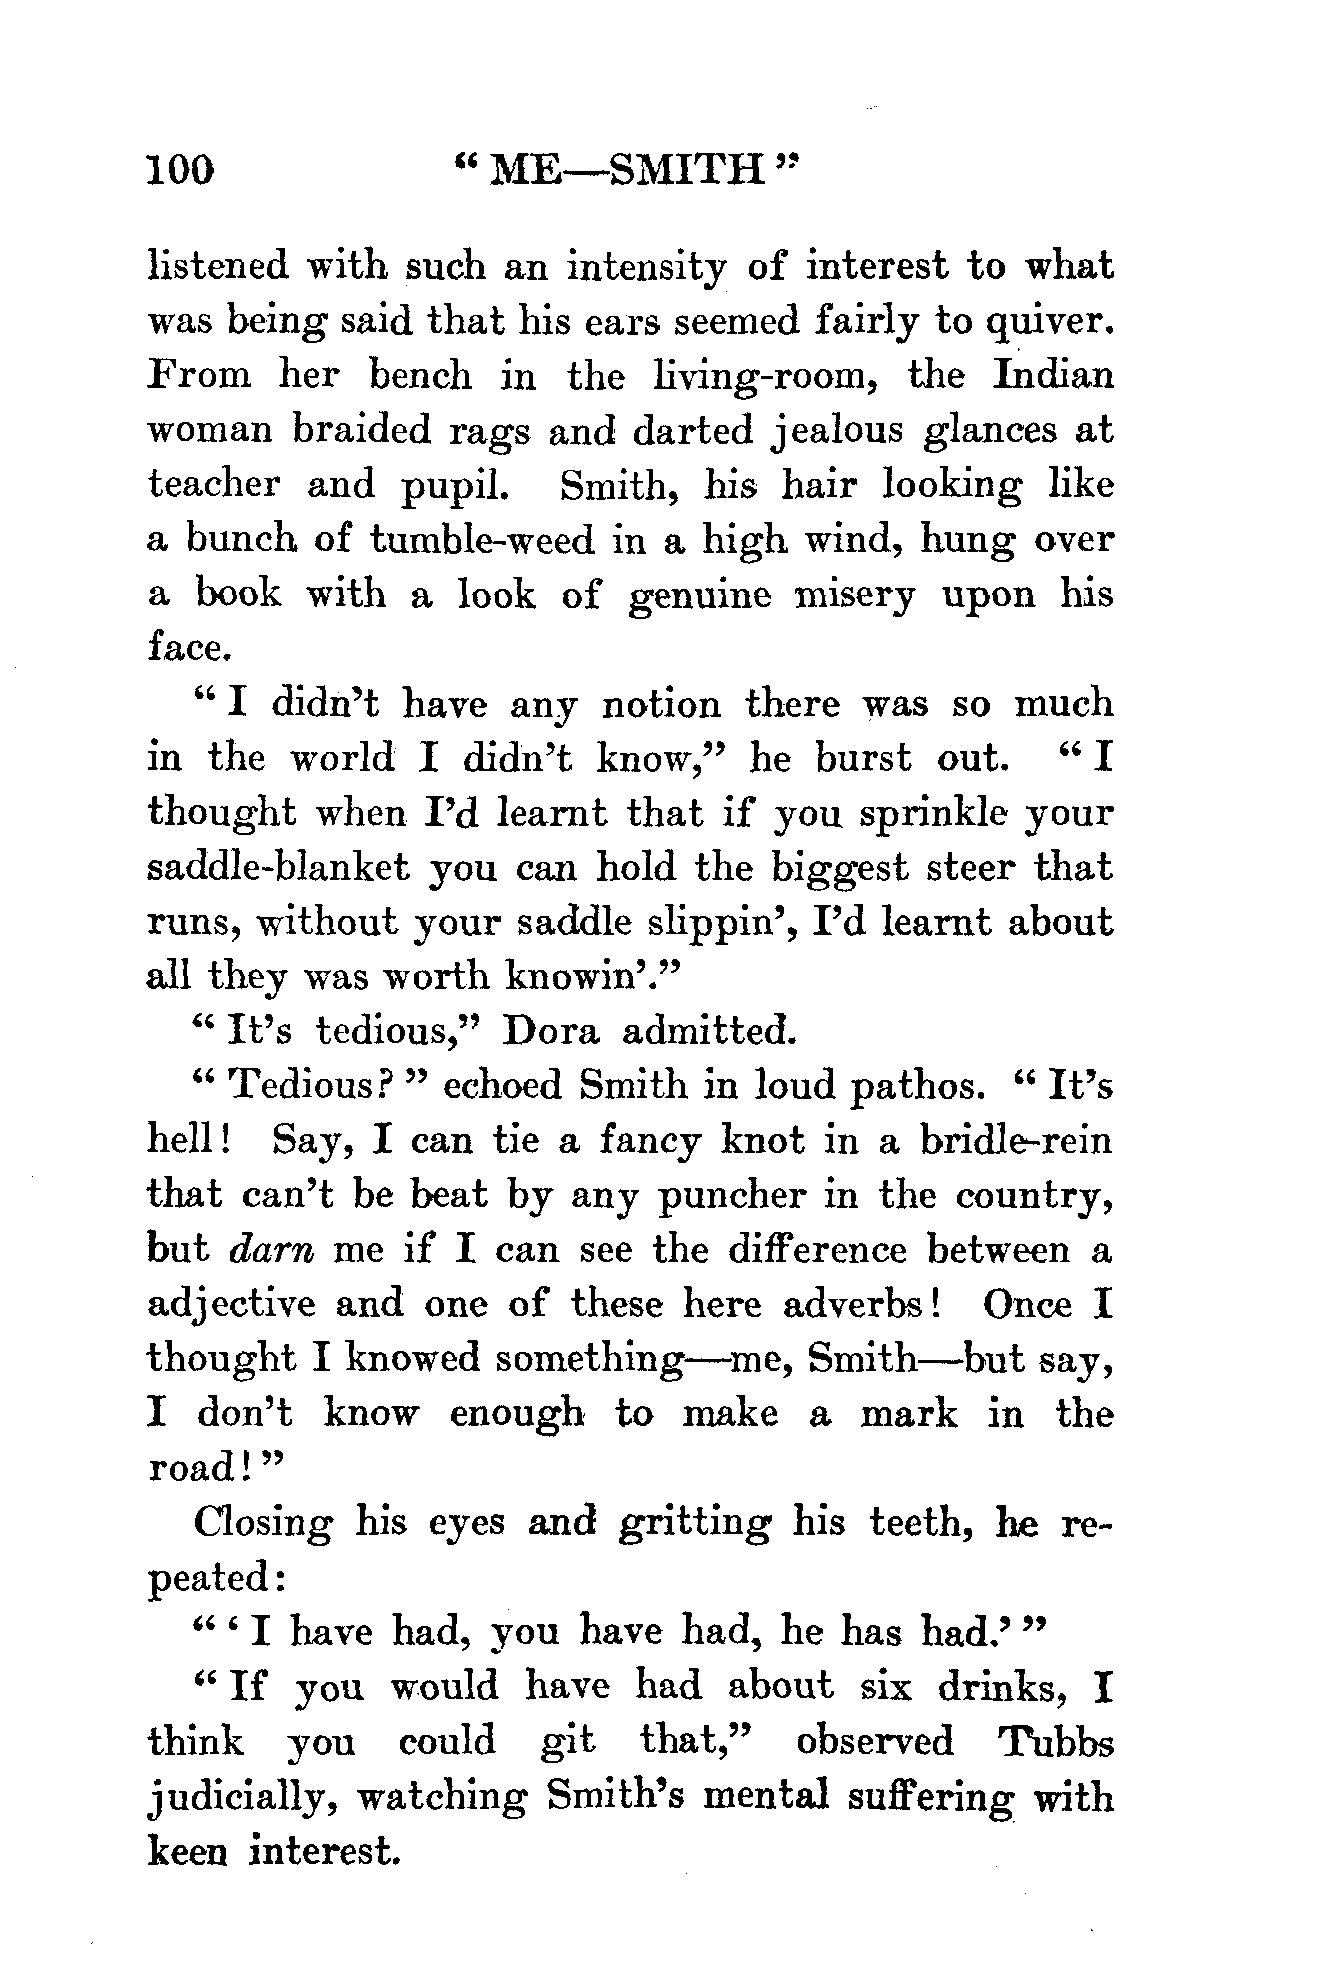 100 “ ME—SMITH ”
listened with such an intensity of interest to what
was being said that his ears seemed fairly to quiver.
From her bench in the living-room, the Indian
woman braided rags and darted jealous glances at
teacher and pupil. Smith, his hair looking like
a bunch of tumble-weed in a high wind, hung over
a book with a look of genuine misery upon his
face.
“ I didn’t have any notion there was so much
in the world I didn’t know,” he burst out. “ I
thought when I’d learnt that if you sprinkle your
saddle-blanket you can hold the biggest steer that
runs, without your saddle slippin’, I’d learnt about
all they was worth knowin’.”
“ It’s tedious,” Dora admitted.
“ Tedious? ” echoed Smith in loud pathos. “ It’s
hell! Say, I can tie a fancy knot in a bridle-rein
that can’t be beat by any puncher in the country,
but darn me if I can see the difference between a
adjective and one of these here adverbs! Once I
thought I knowed something—me, Smith—but say,
I don’t know enough to make a mark in the
road! ”
Closing his eyes and gritting his teeth, he re-
peated:
“ ‘ I have had, you have had, he has had.’ ”
“ If you would have had about six drinks, I
think you could git that,” observed Tubbs
judicially, watching Smith’s mental suffering with
keen interest.